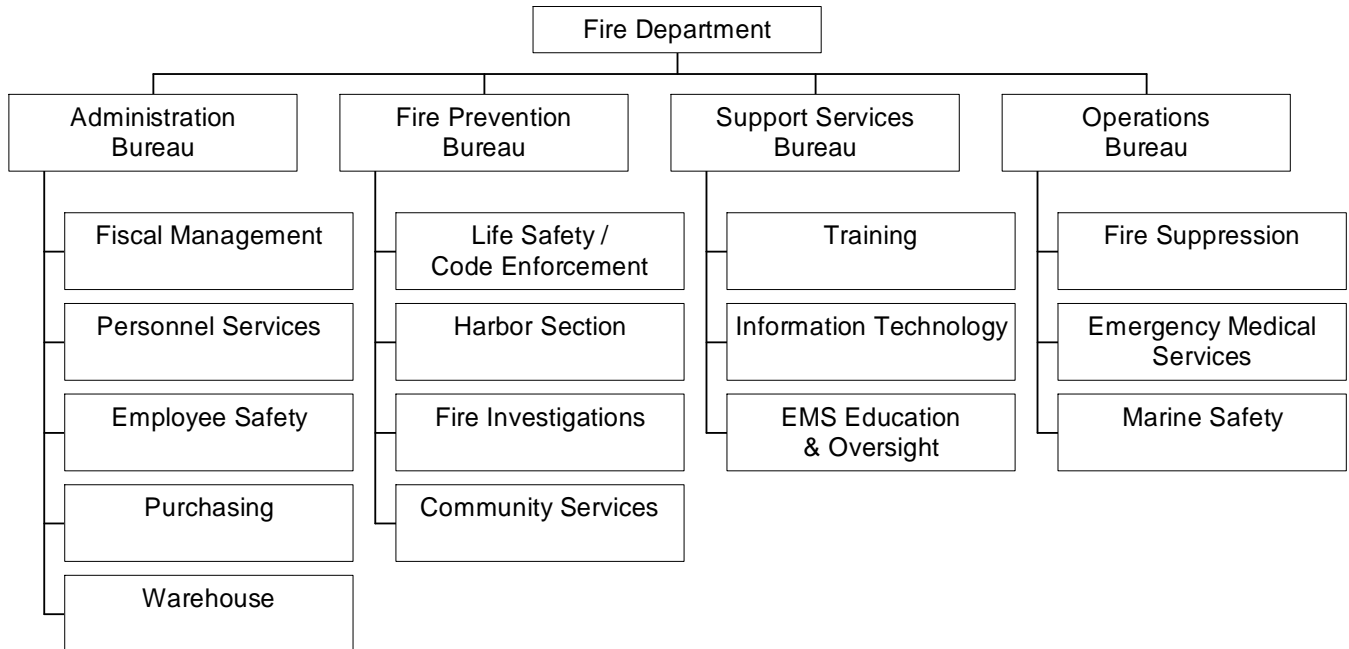 Fire Department
Administration
Bureau
Fire Prevention
Bureau
Support Services
Bureau
Operations
Bureau
Fiscal Management
Personnel Services
Employee Safety
Purchasing
Warehouse
Life Safety /
Code Enforcement
Harbor Section
Fire Investigations
Community Services
Training
Information Technology
EMS Education
& Oversight
Fire Suppression
Emergency Medical
Services
Marine Safety